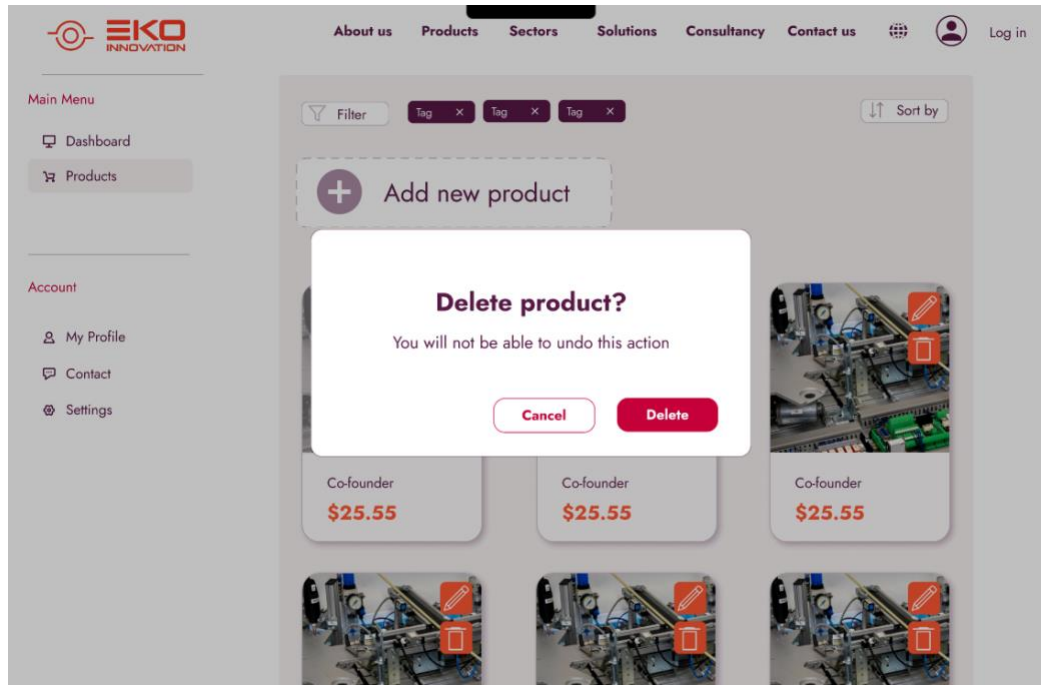 EKO
INNOVATION
About us Products Sectors Solutions Consultancy Contact us Log in
Main Menu
Dashboard
Products
Account
My Profile
Contact
Settings
Filter Tag × Tag × Tag × Sort by
Add new product
Delete product?
You will not be able to undo this action
Cancel Delete
Co-founder Co-founder Co-founder
$25.55 $25.55 $25.55